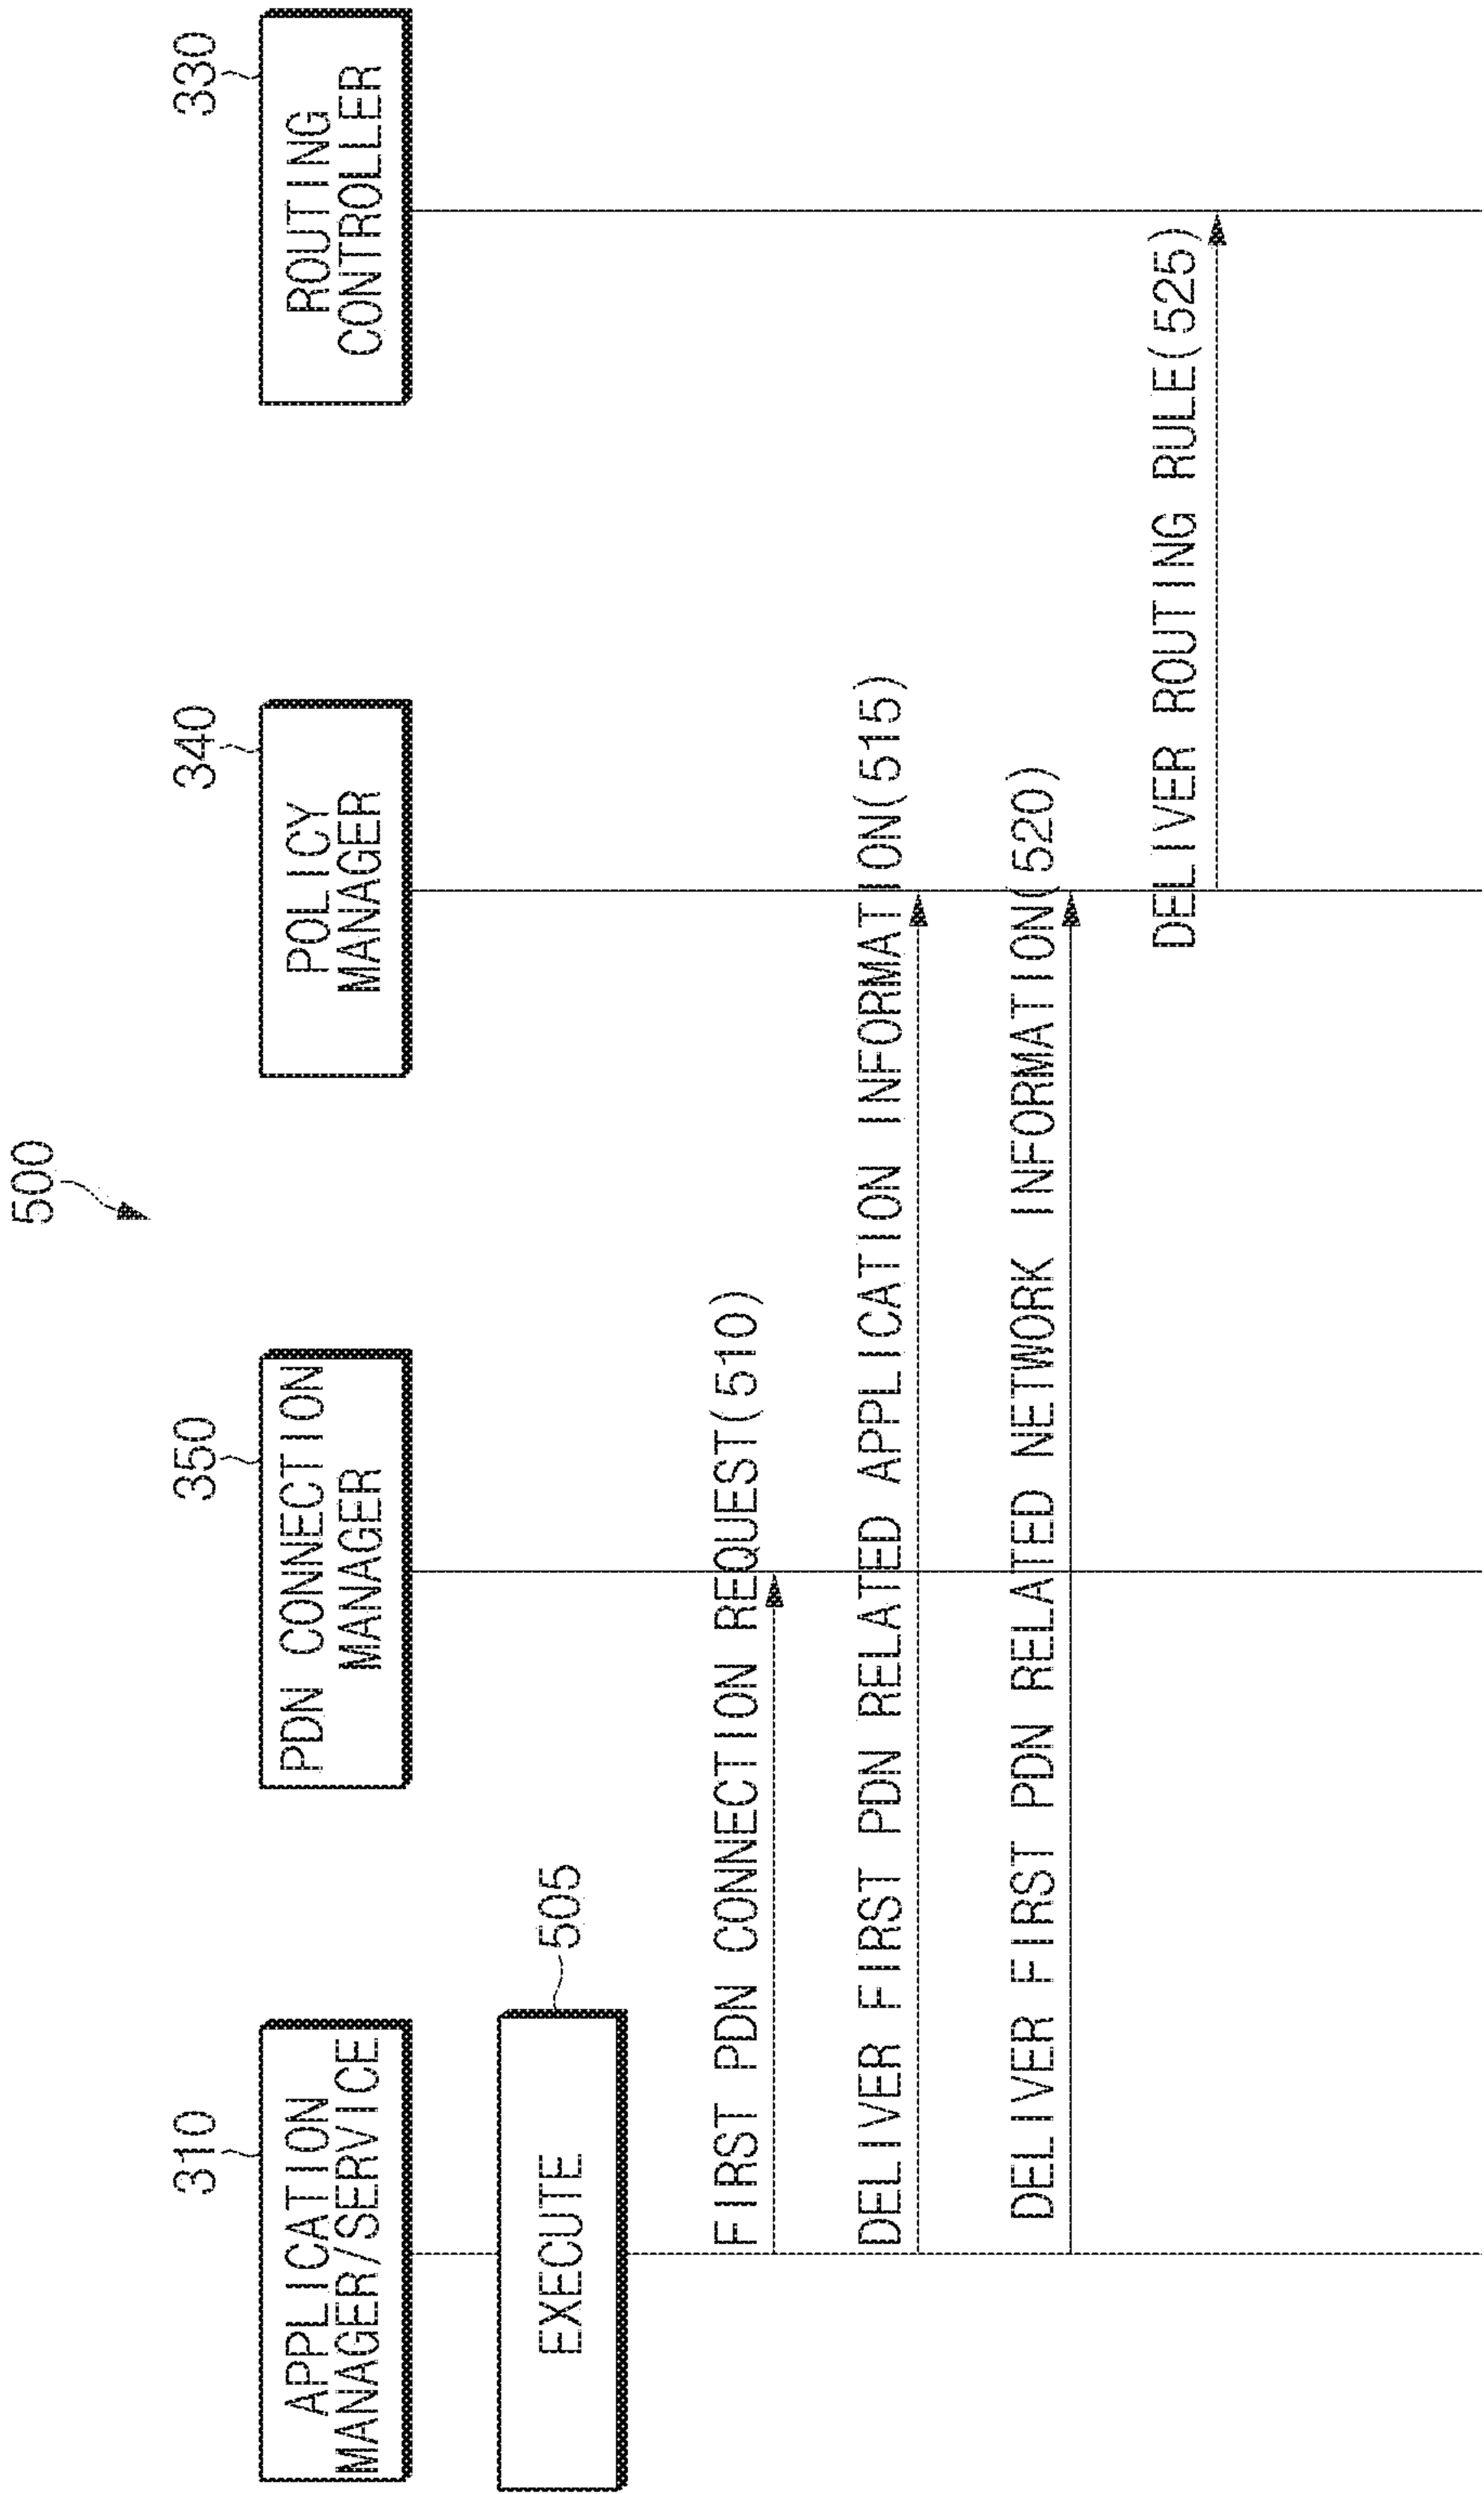 500
310
350
340
330
APPLICATION
MANAGER/SERVICE
PDN CONNECTION
MANAGER
POLICY
MANAGER
ROUTING
CONTROLLER
EXECUTE
505
FIRST PDN CONNECTION REQUEST(510)
DELIVER FIRST PDN RELATED APPLICATION INFORMATION(515)
DELIVER FIRST PDN RELATED NETWORK INFORMATION(520)
DELIVER ROUTING RULE(525)